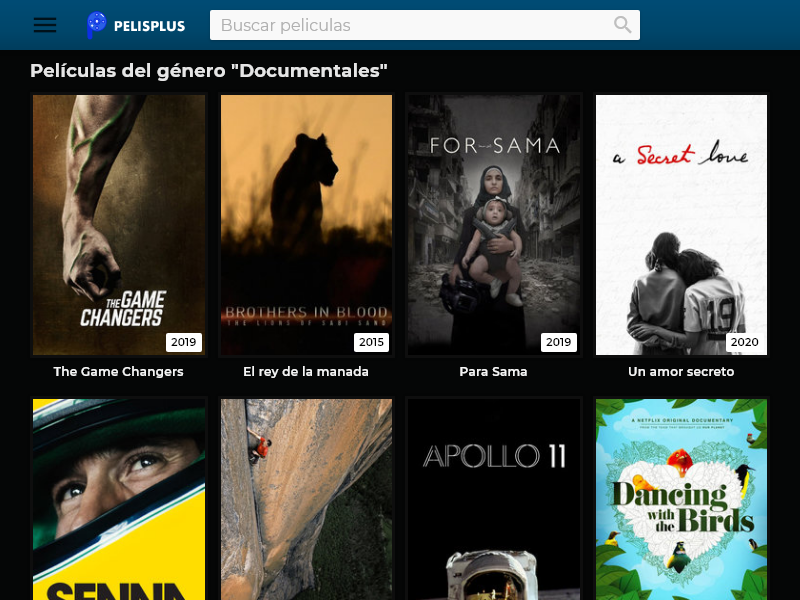 PELISPLUS
Buscar peliculas
Películas del género "Documentales"
THE GAME
CHANGERS
2019
BROTHERS IN BLOOD
THE LIONS OF SABI SAND
2015
FOR SAMA
2019
a Secret love
19
2020
The Game Changers
El rey de la manada
Para Sama
Un amor secreto
SENNA
APOLLO 11
A NETFLIX ORIGINAL DOCUMENTARY
Dancing
with
the Birds